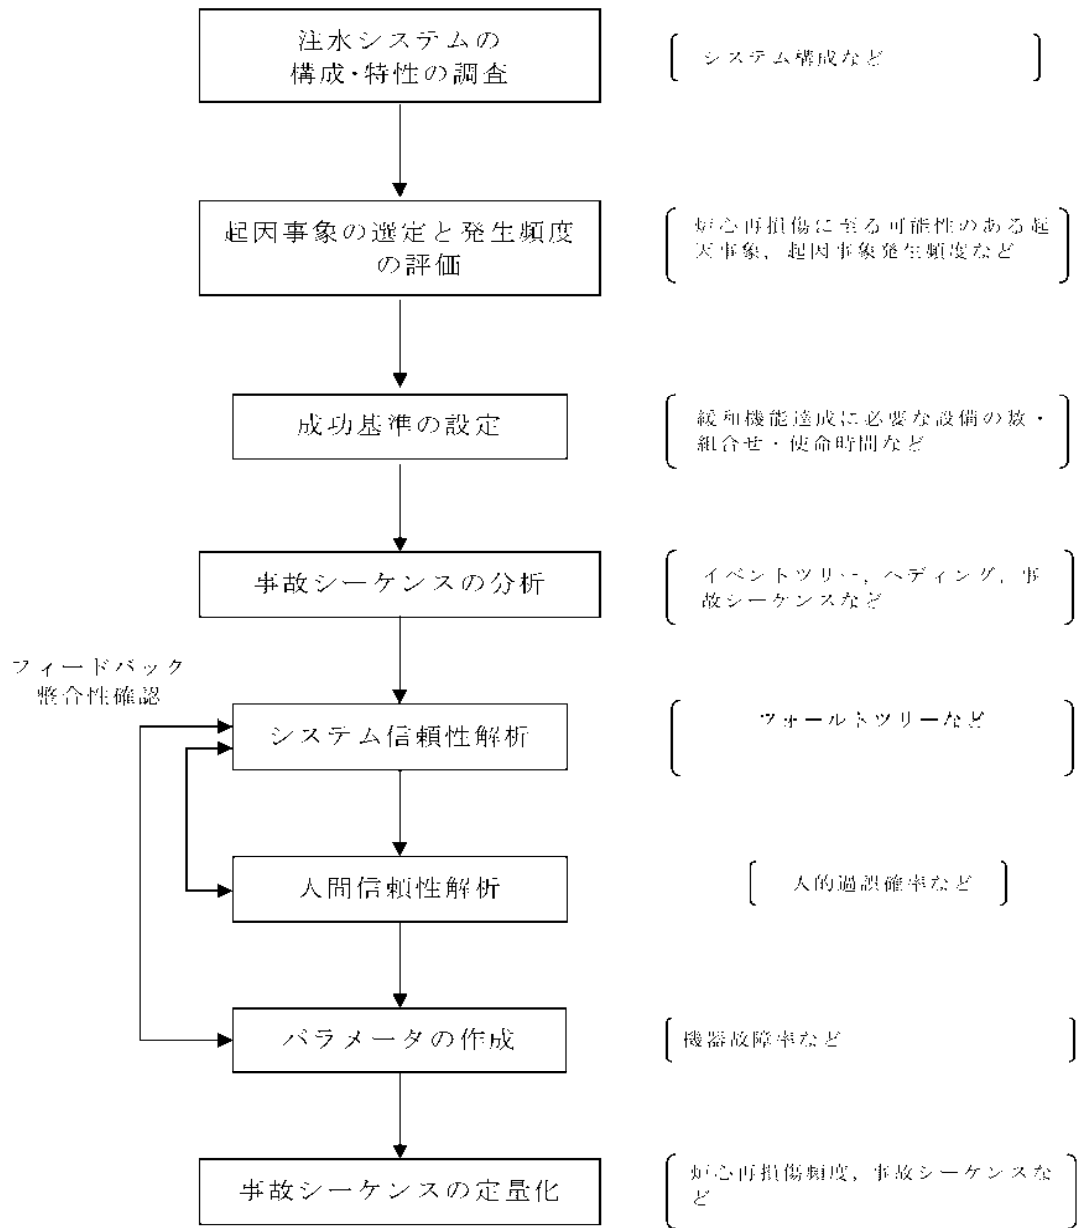 注水システムの
構成・特性の調査
システム構成など
起因事象の選定と発生頻度
の評価
炉心再損傷に至る可能性のある起
因事象，起因事象発生頻度など
成功基準の設定
緩和機能達成に必要な設備の数・
組合せ・使命時間など
事故シーケンスの分析
イベントツリー，ヘディング，事
故シーケンスなど
フィードバック
整合性確認
システム信頼性解析
フォールトツリーなど
人間信頼性解析
人的過誤確率など
パラメータの作成
機器故障率など
事故シーケンスの定量化
炉心再損傷頻度，事故シーケンスな
ど